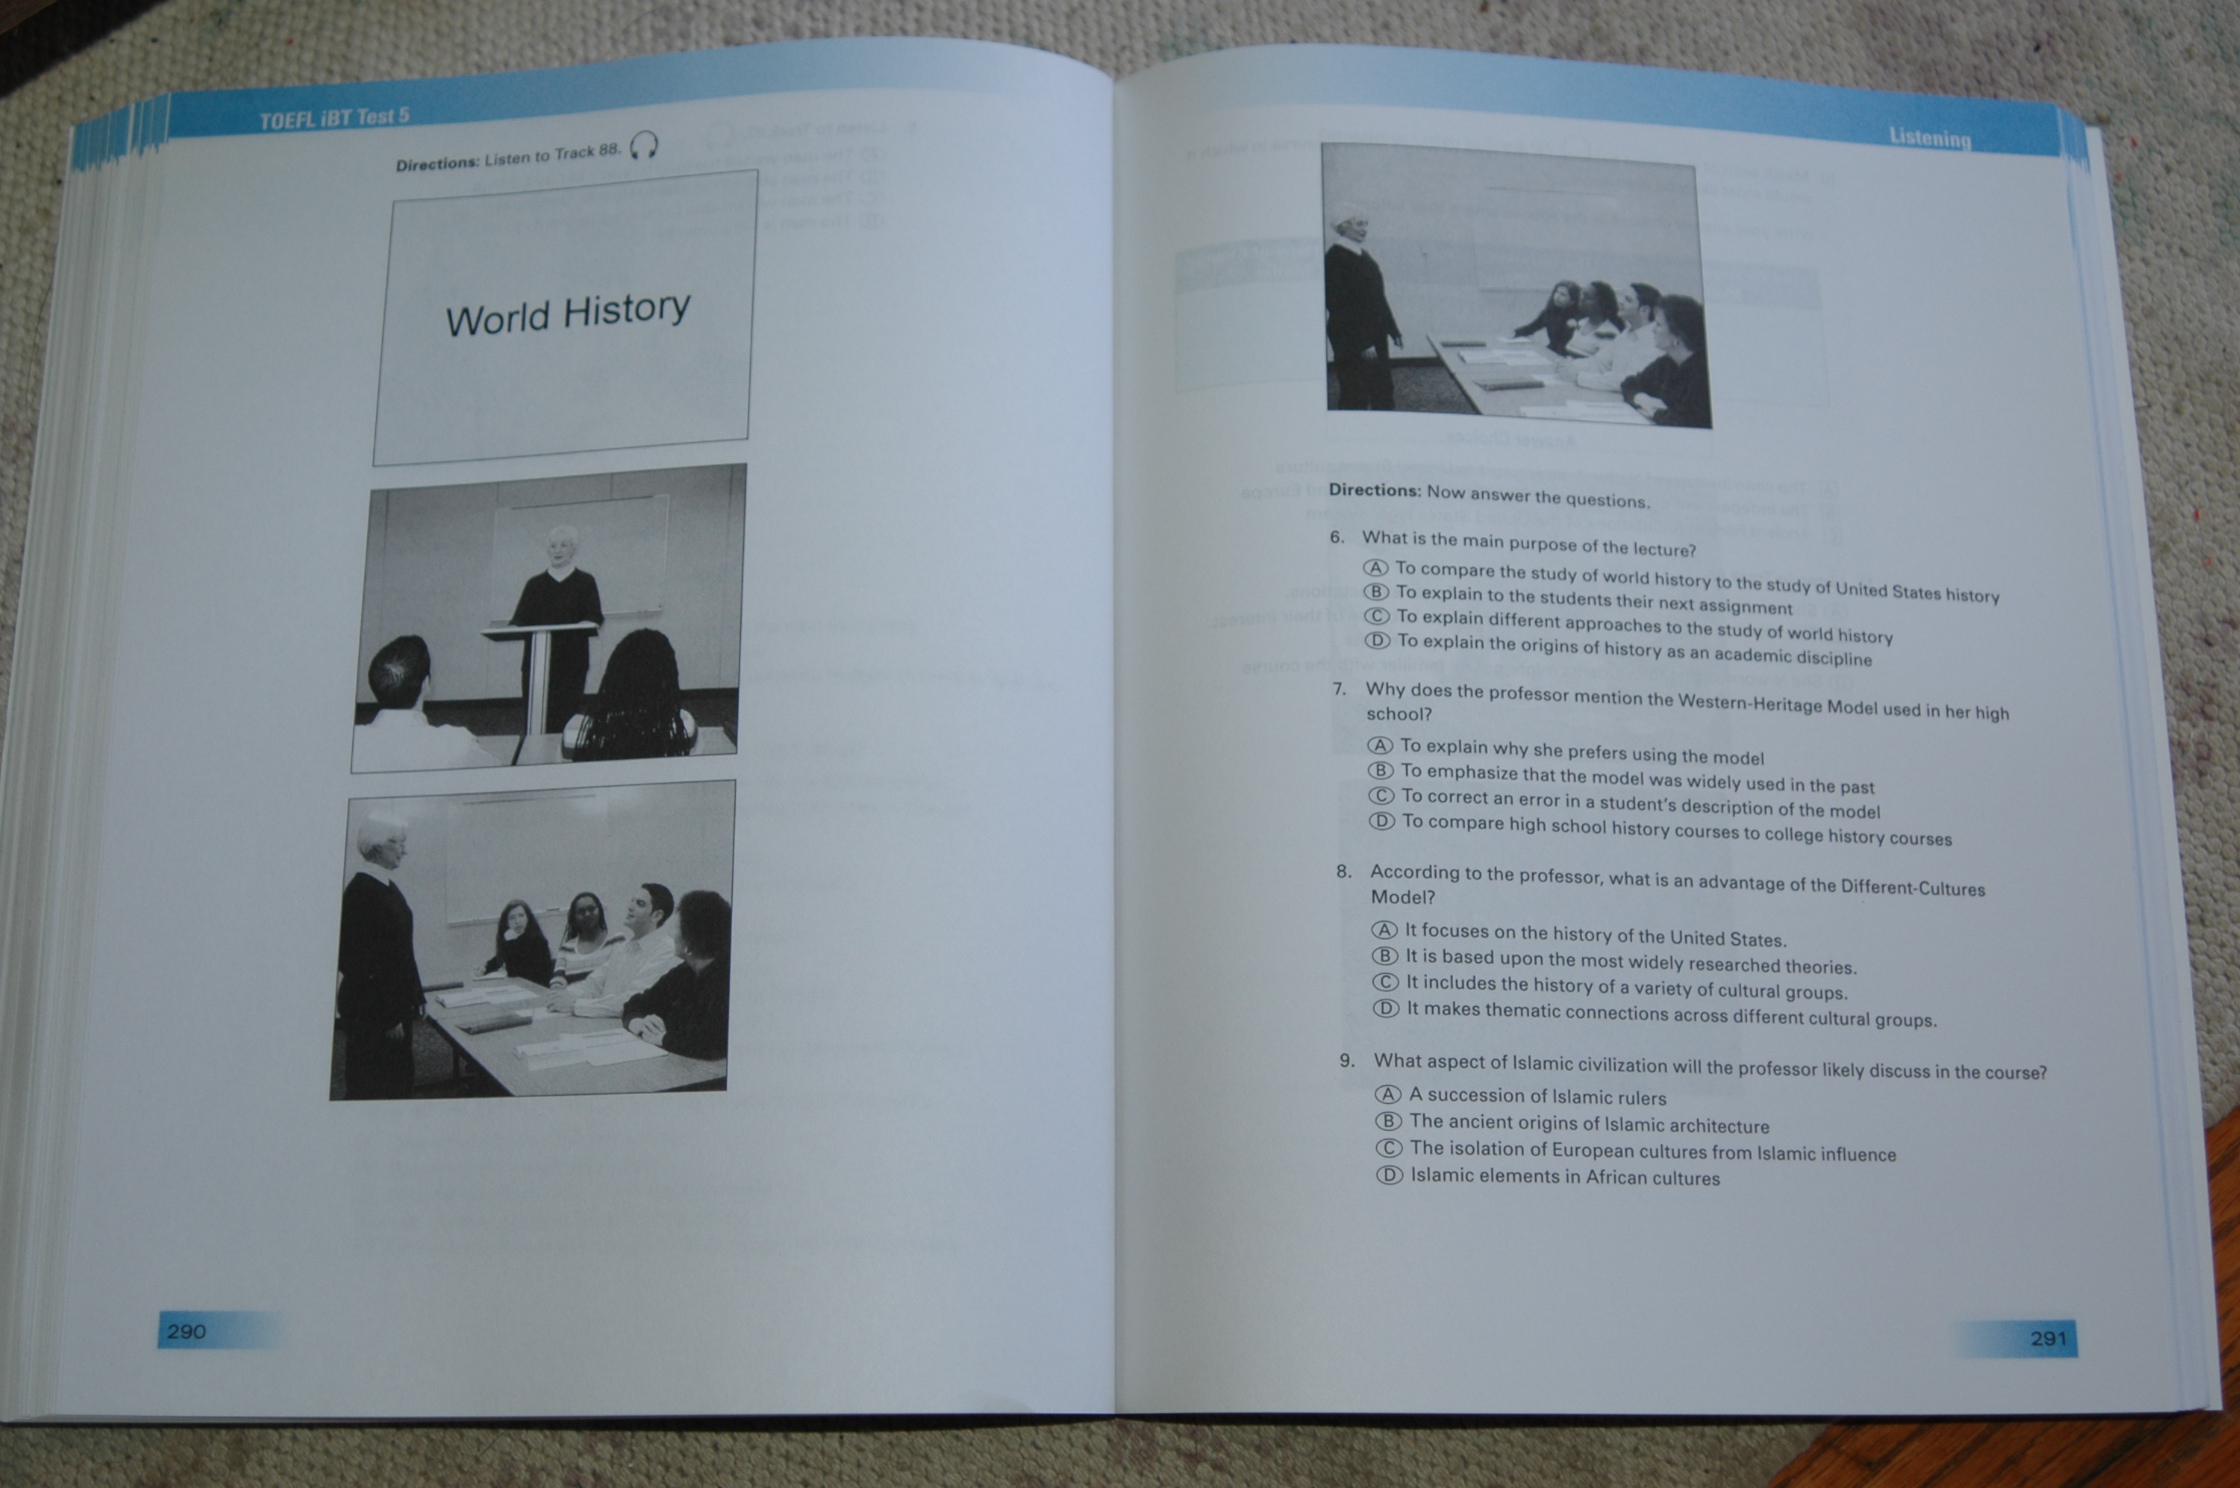 TOEFL iBT Test 5
Directions: Listen to Track 88.
World History
290
Listening
Directions: Now answer the questions.
6. What is the main purpose of the lecture?
A To compare the study of world history to the study of United States history
B To explain to the students their next assignment
C To explain different approaches to the study of world history
D To explain the origins of history as an academic discipline
7. Why does the professor mention the Western-Heritage Model used in her high
school?
A To explain why she prefers using the model
B To emphasize that the model was widely used in the past
C To correct an error in a student's description of the model
D To compare high school history courses to college history courses
8. According to the professor, what is an advantage of the Different-Cultures
Model?
A It focuses on the history of the United States.
B It is based upon the most widely researched theories.
C It includes the history of a variety of cultural groups.
D It makes thematic connections across different cultural groups.
9. What aspect of Islamic civilization will the professor likely discuss in the course?
A A succession of Islamic rulers
B The ancient origins of Islamic architecture
C The isolation of European cultures from Islamic influence
D Islamic elements in African cultures
291